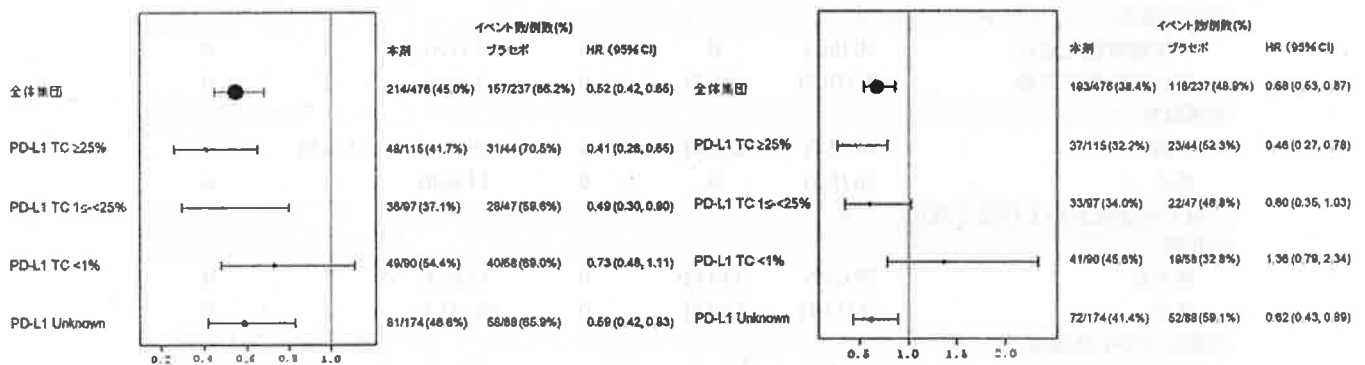 イベント数/例数(%)
本剤 プラセボ HR (95% CI)
全体集団 214/476 (45.0%) 157/237 (66.2%) 0.52 (0.42, 0.65)
PD-L1 TC ≥25% 48/115 (41.7%) 31/44 (70.5%) 0.41 (0.26, 0.65)
PD-L1 TC 1≤-<25% 36/97 (37.1%) 28/47 (59.6%) 0.49 (0.30, 0.80)
PD-L1 TC <1% 49/90 (54.4%) 40/58 (69.0%) 0.73 (0.48, 1.11)
PD-L1 Unknown 81/174 (46.6%) 58/88 (65.9%) 0.59 (0.42, 0.83)
0.2 0.4 0.6 0.8 1.0
イベント数/例数(%)
本剤 プラセボ HR (95% CI)
全体集団 183/476 (38.4%) 116/237 (48.9%) 0.68 (0.53, 0.87)
PD-L1 TC ≥25% 37/115 (32.2%) 23/44 (52.3%) 0.46 (0.27, 0.78)
PD-L1 TC 1≤-<25% 33/97 (34.0%) 22/47 (46.8%) 0.60 (0.35, 1.03)
PD-L1 TC <1% 41/90 (45.6%) 19/58 (32.8%) 1.36 (0.79, 2.34)
PD-L1 Unknown 72/174 (41.4%) 52/88 (59.1%) 0.62 (0.43, 0.89)
0.5 1.0 1.5 2.0